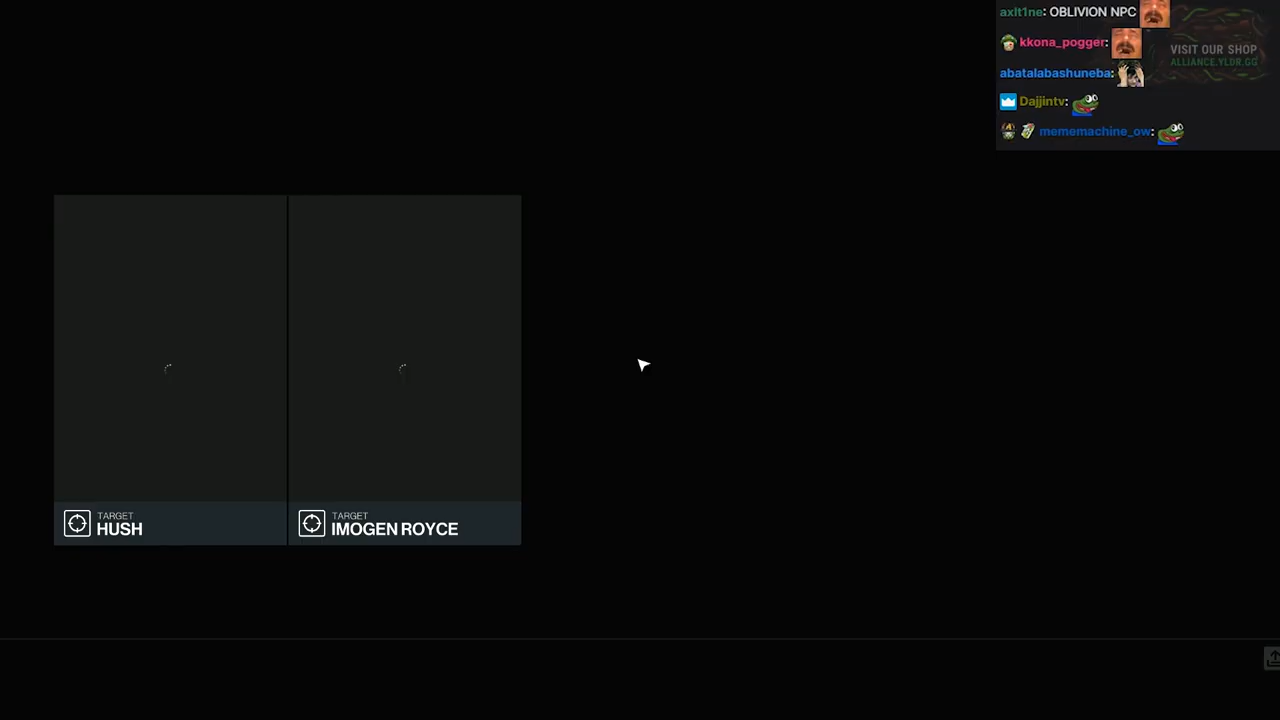 axlt1ne: OBLIVION NPC
kkona_pogger:
abatalabashuneba:
Dajjintv:
mememachine_ow:
VISIT OUR SHOP
ALLIANCE.YLDR.GG
TARGET
HUSH
TARGET
IMOGEN ROYCE